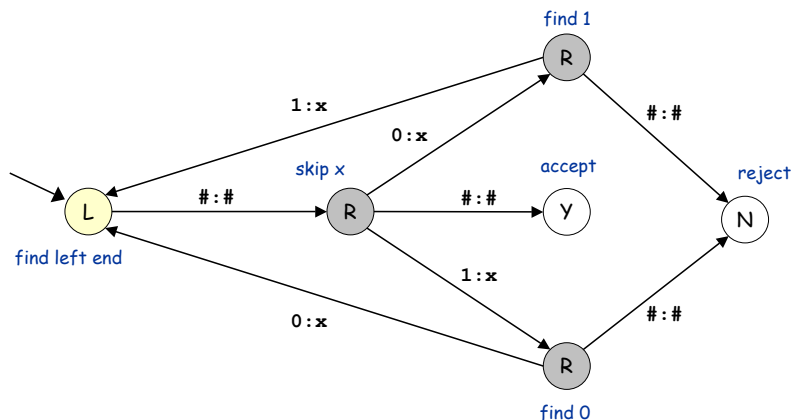 find 1
R
1:x
#:#
0:x
skip x
accept
reject
#:#
#:#
L
R
Y
N
find left end
1:x
0:x
#:#
R
find 0